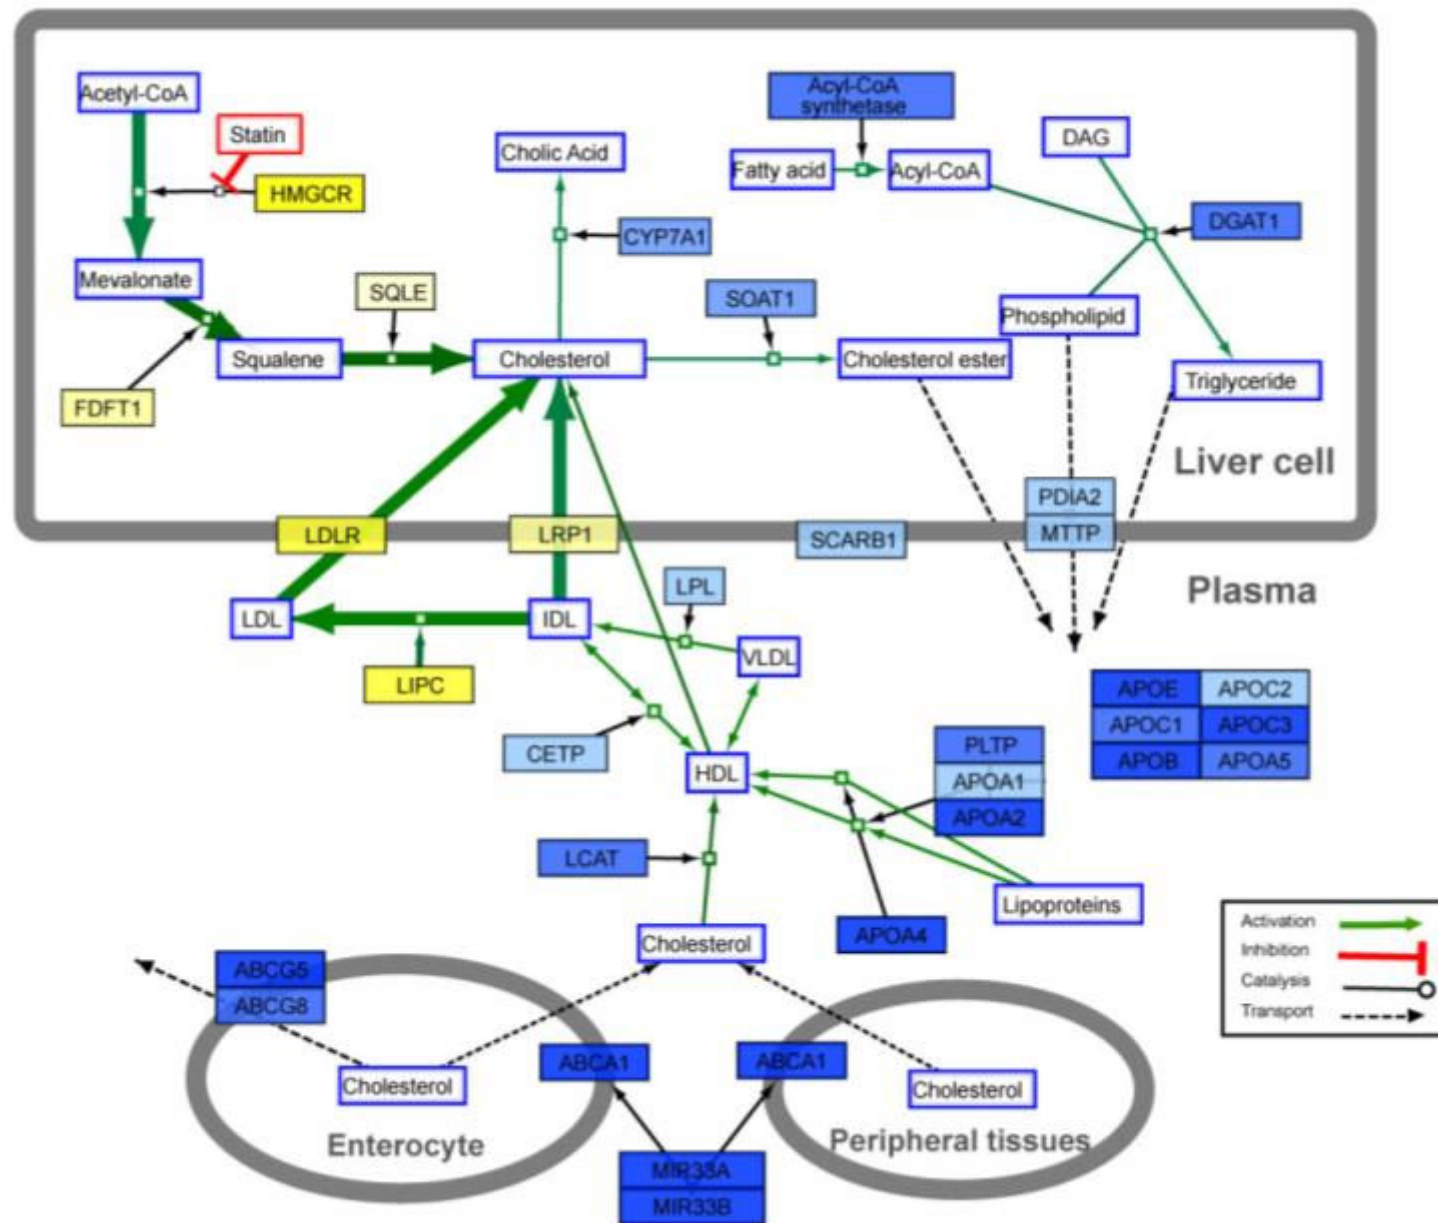 Acetyl-CoA
Statin
HMGCR
Mevalonate
SQLE
Squalene
FDFT1
Cholic Acid
CYP7A1
Cholesterol
Acyl-CoA
synthetase
Fatty acid
Acyl-CoA
DAG
DGAT1
SOAT1
Phospholipid
Cholesterol ester
Triglyceride
Liver cell
PDIA2
MTTP
LDLR
LRP1
SCARB1
Plasma
LDL
IDL
LPL
VLDL
LIPC
CETP
HDL
APOE
APOC2
APOC1
APOC3
APOB
APOA5
PLTP
APOA1
APOA2
LCAT
Lipoproteins
APOA4
Cholesterol
ABCG5
ABCG8
Cholesterol
ABCA1
ABCA1
Cholesterol
Enterocyte
Peripheral tissues
MIR33A
MIR33B
Activation
Inhibition
Catalysis
Transport